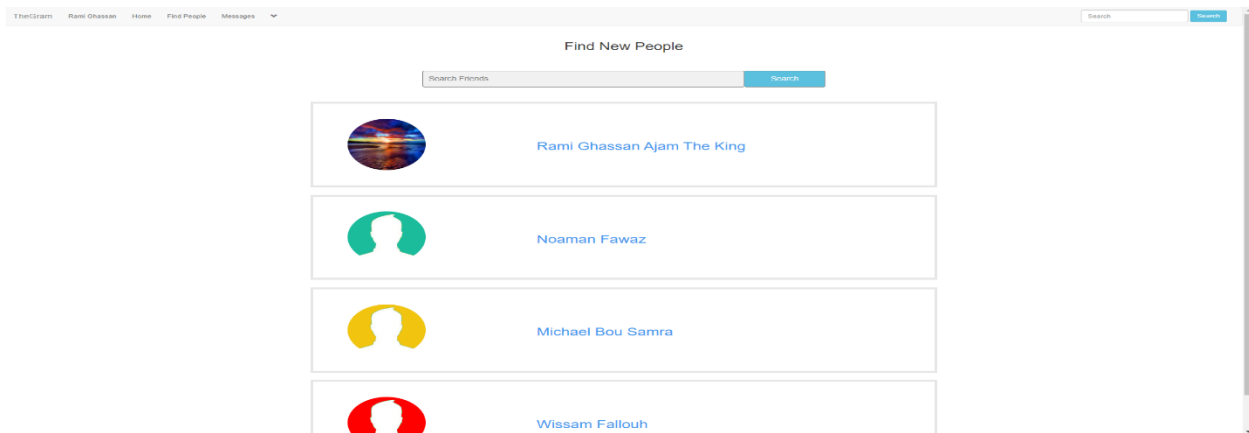 TheGram Rami Ghassan Home Find People Messages Search Search
Find New People
Search Friends Search
Rami Ghassan Ajam The King
Noaman Fawaz
Michael Bou Samra
Wissam Fallouh